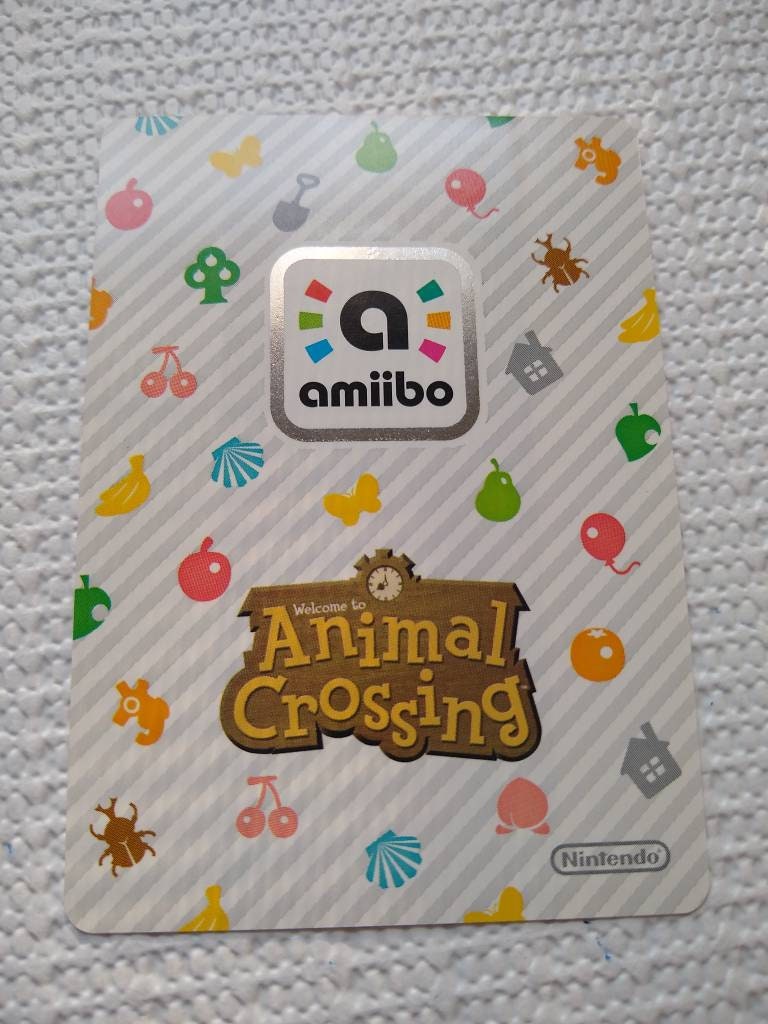 a
amiibo
Welcome to
Animal
Crossing
Nintendo